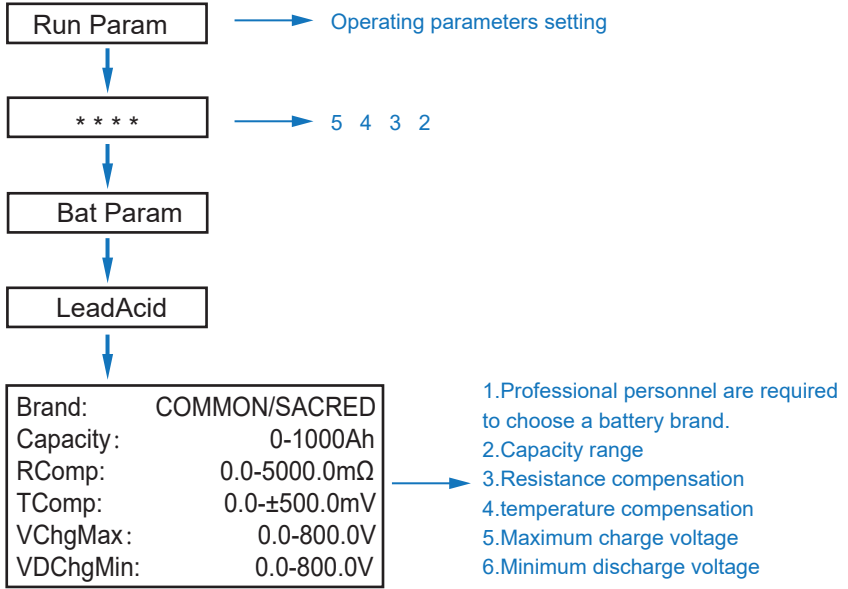 Run Param
Operating parameters setting
* * * *
5 4 3 2
Bat Param
LeadAcid
Brand: COMMON/SACRED
Capacity: 0-1000Ah
RComp: 0.0-5000.0mΩ
TComp: 0.0-±500.0mV
VChgMax: 0.0-800.0V
VDChgMin: 0.0-800.0V
1.Professional personnel are required
to choose a battery brand.
2.Capacity range
3.Resistance compensation
4.temperature compensation
5.Maximum charge voltage
6.Minimum discharge voltage